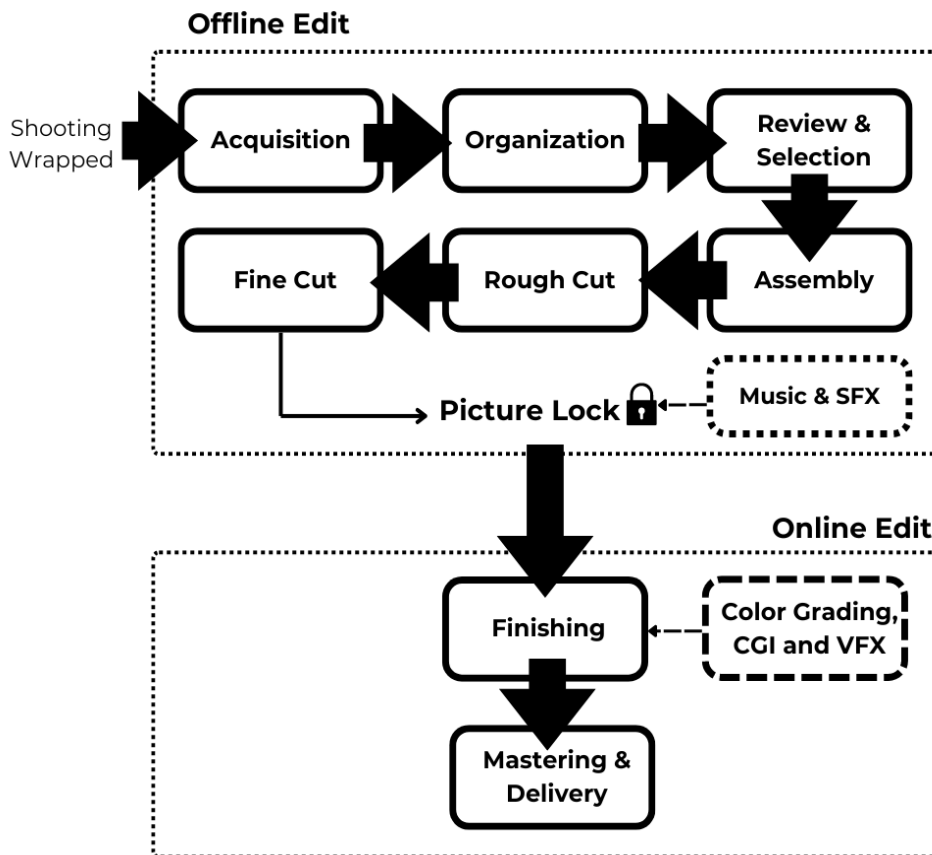 Offline Edit
Shooting
Wrapped
Acquisition
Organization
Review &
Selection
Fine Cut
Rough Cut
Assembly
Picture Lock
Music & SFX
Online Edit
Finishing
Color Grading,
CGI and VFX
Mastering &
Delivery